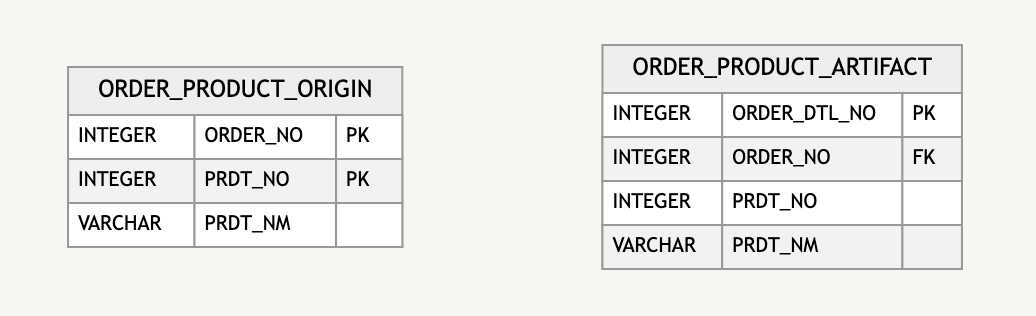 ORDER_PRODUCT_ORIGIN
INTEGER ORDER_NO PK
INTEGER PRDT_NO PK
VARCHAR PRDT_NM
ORDER_PRODUCT_ARTIFACT
INTEGER ORDER_DTL_NO PK
INTEGER ORDER_NO FK
INTEGER PRDT_NO
VARCHAR PRDT_NM